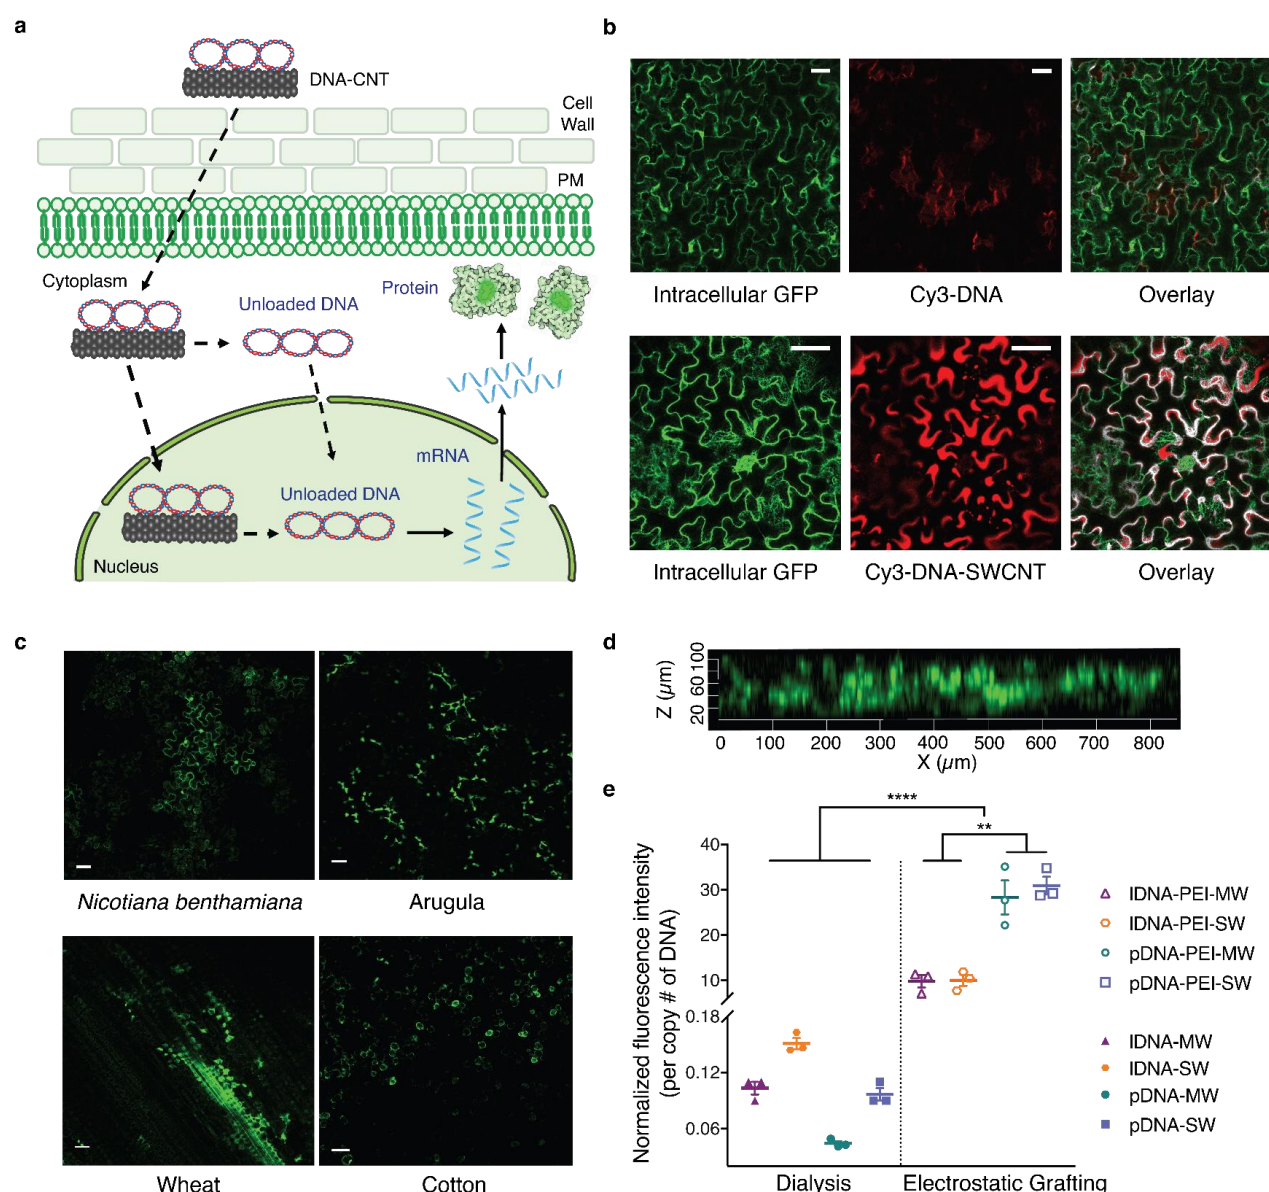 a
DNA-CNT
Cell
Wall
PM
Cytoplasm
Unloaded DNA
Protein
mRNA
Unloaded DNA
Nucleus
b
Intracellular GFP
Cy3-DNA
Overlay
Intracellular GFP
Cy3-DNA-SWCNT
Overlay
c
Nicotiana benthamiana
Arugula
Wheat
Cotton
d
Z (µm)
100
60
20
0 100 200 300 400 500 600 700 800
X (µm)
e
****
**
Normalized fluorescence intensity
(per copy # of DNA)
40
30
20
10
0.18
0.12
0.06
Dialysis
Electrostatic Grafting
lDNA-PEI-MW
lDNA-PEI-SW
pDNA-PEI-MW
pDNA-PEI-SW
lDNA-MW
lDNA-SW
pDNA-MW
pDNA-SW